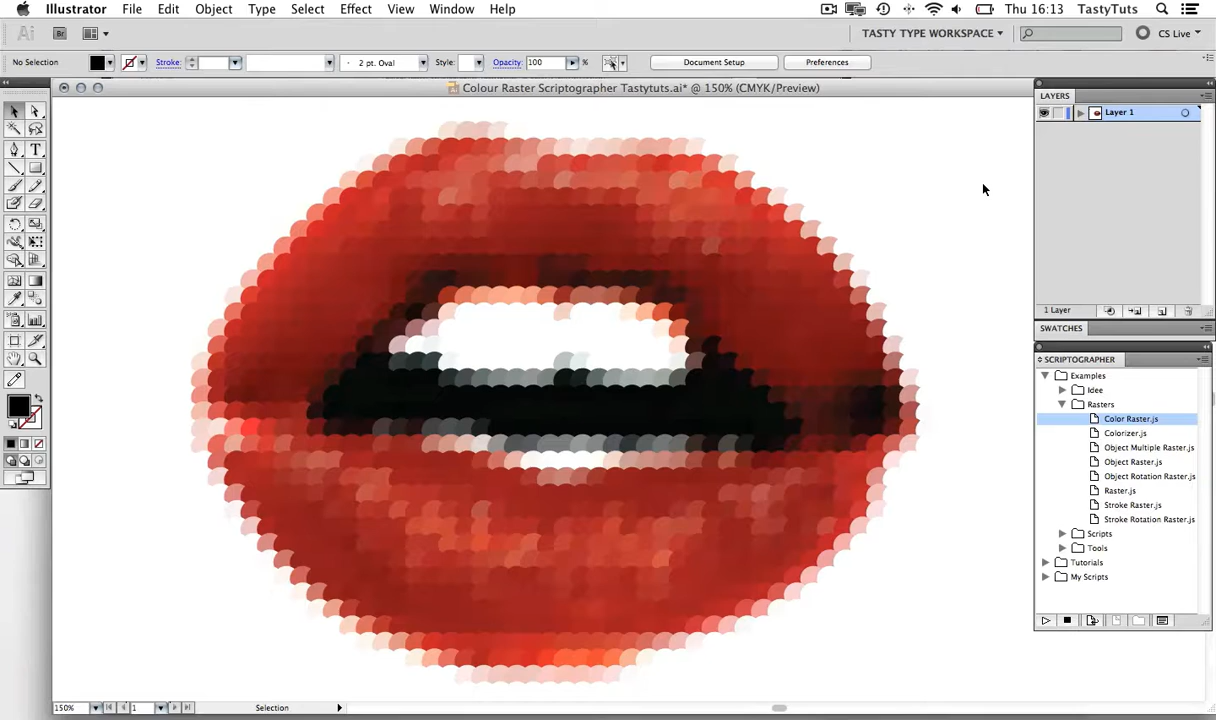 Illustrator File Edit Object Type Select Effect View Window Help Thu 16:13 TastyTuts
Ai Br TASTY TYPE WORKSPACE CS Live
No Selection Stroke: 2 pt. Oval Style: Opacity: 100 % Document Setup Preferences
Colour Raster Scriptographer Tastytuts.ai* @ 150% (CMYK/Preview)
LAYERS
Layer 1
1 Layer
SWATCHES
SCRIPTOGRAPHER
Examples
Idee
Rasters
Color Raster.js
Colorizer.js
Object Multiple Raster.js
Object Raster.js
Object Rotation Raster.js
Raster.js
Stroke Raster.js
Stroke Rotation Raster.js
Scripts
Tools
Tutorials
My Scripts
150% 1 Selection